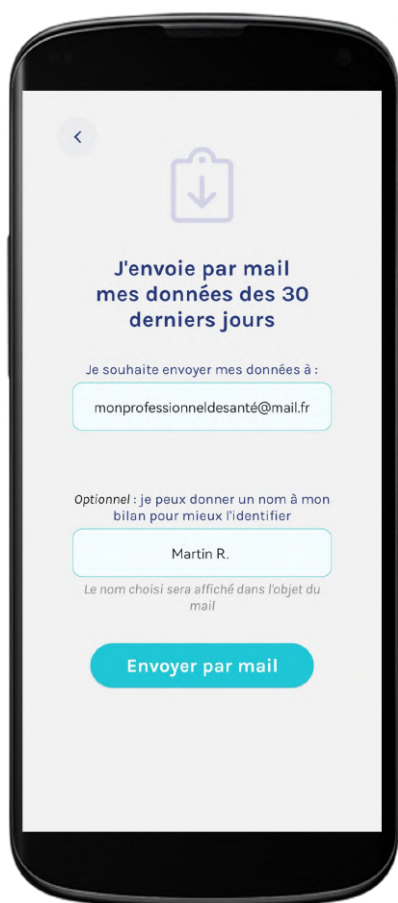 J'envoie par mail
mes données des 30
derniers jours
Je souhaite envoyer mes données à :
monprofessionneldesanté@mail.fr
Optionnel : je peux donner un nom à mon
bilan pour mieux l'identifier
Martin R.
Le nom choisi sera affiché dans l'objet du
mail
Envoyer par mail